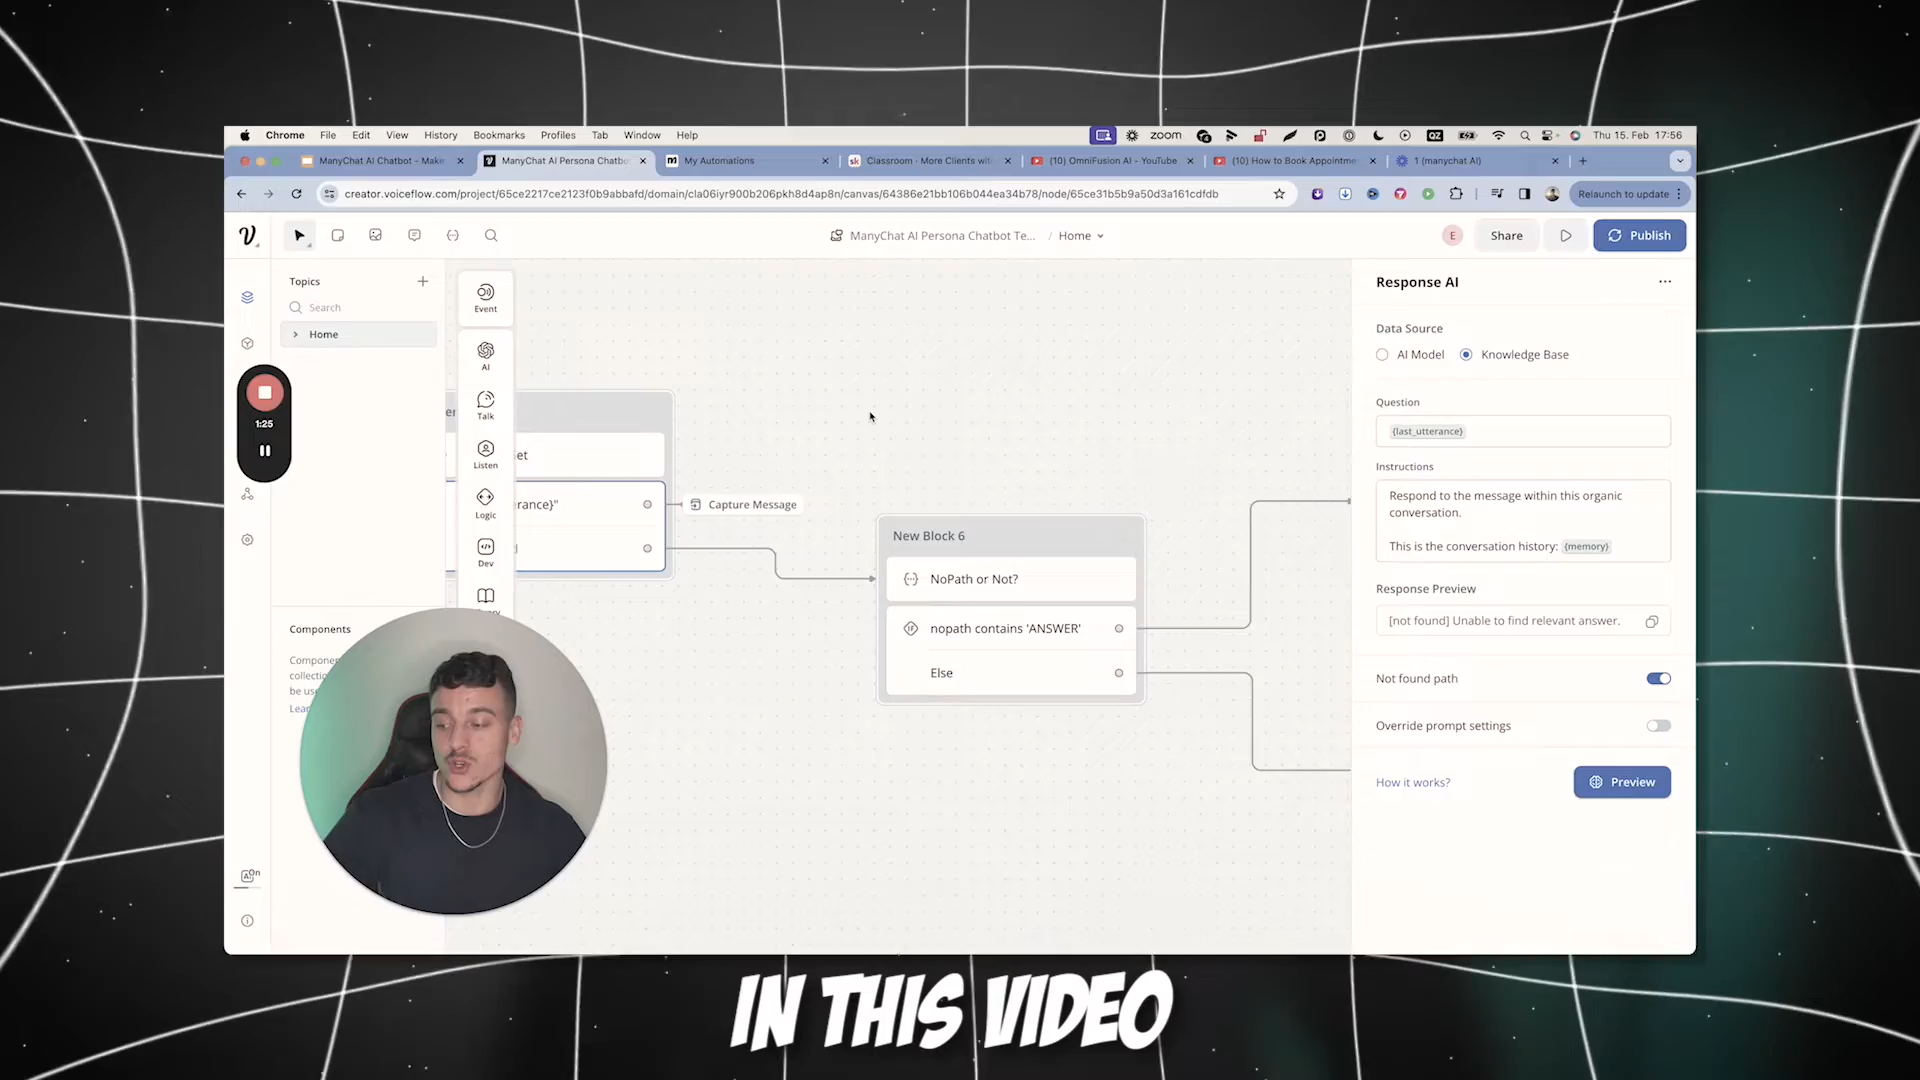 Chrome File Edit View History Bookmarks Profiles Tab Window Help
zoom
Thu 15. Feb 17:56
ManyChat AI Chatbot - Make
ManyChat AI Persona Chatbo
My Automations
Classroom · More Clients wit
(10) OmniFusion AI - YouTube
(10) How to Book Appointme
1 (manychat AI)
creator.voiceflow.com/project/65ce2217ce2123f0b9abbafd/domain/cla06iyr900b206pkh8d4ap8n/canvas/64386e21bb106b044ea34b78/node/65ce31b5b9a50d3a161cdfdb
Relaunch to update
ManyChat AI Persona Chatbot Te... / Home
E
Share
Publish
Topics
Search
Home
Event
AI
Talk
Listen
Logic
Dev
1:25
et
rance}"
Capture Message
New Block 6
NoPath or Not?
nopath contains 'ANSWER'
Else
Components
Componen
collectio
be use
Lear
On
Response AI
Data Source
AI Model
Knowledge Base
Question
{last_utterance}
Instructions
Respond to the message within this organic
conversation.
This is the conversation history: {memory}
Response Preview
[not found] Unable to find relevant answer.
Not found path
Override prompt settings
How it works?
Preview
IN THIS VIDEO